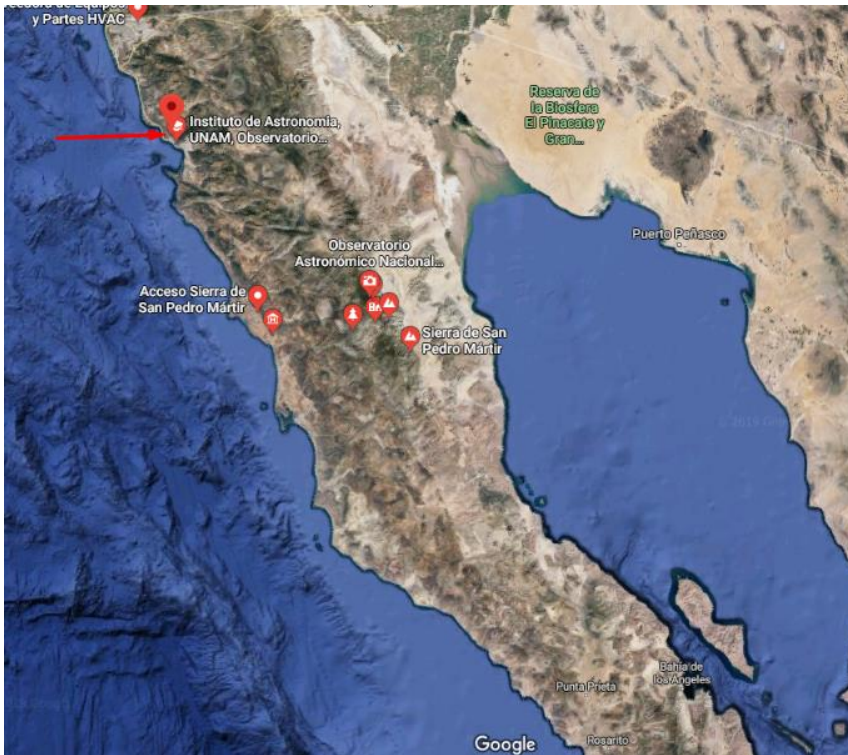 y Partes HVAC
Instituto de Astronomía,
UNAM, Observatorio...
Reserva de
la Biosfera
El Pinacate y
Gran...
Puerto Peñasco
Observatorio
Astronómico Nacional...
Acceso Sierra de
San Pedro Mártir
Sierra de San
Pedro Mártir
Bahía de
los Ángeles
Punta Prieta
Rosarito
Google